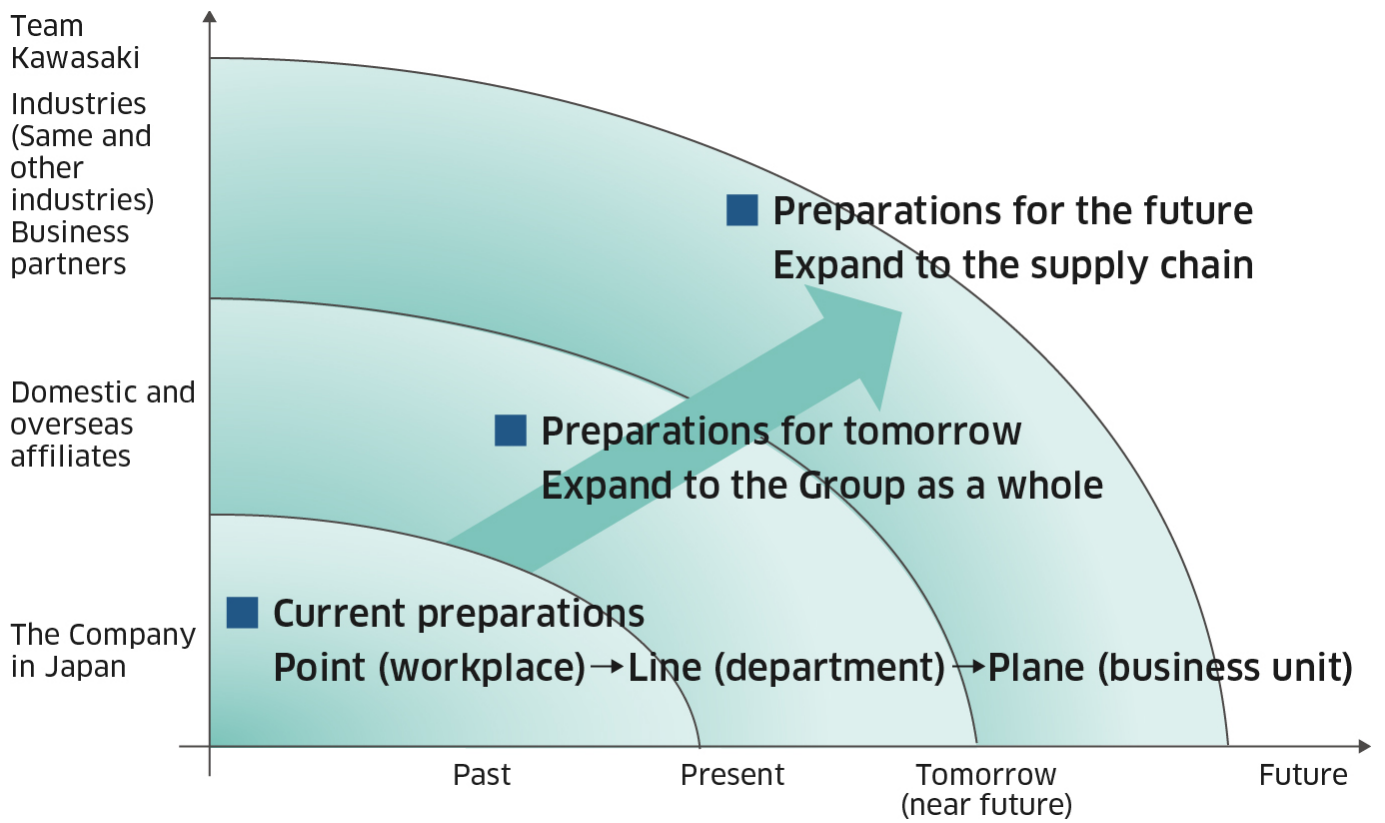 Team
Kawasaki
Industries
(Same and
other
industries)
Business
partners
Domestic and
overseas
affiliates
The Company
in Japan
■ Preparations for the future
Expand to the supply chain
■ Preparations for tomorrow
Expand to the Group as a whole
■ Current preparations
Point (workplace)→Line (department)→Plane (business unit)
Past
Present
Tomorrow
(near future)
Future